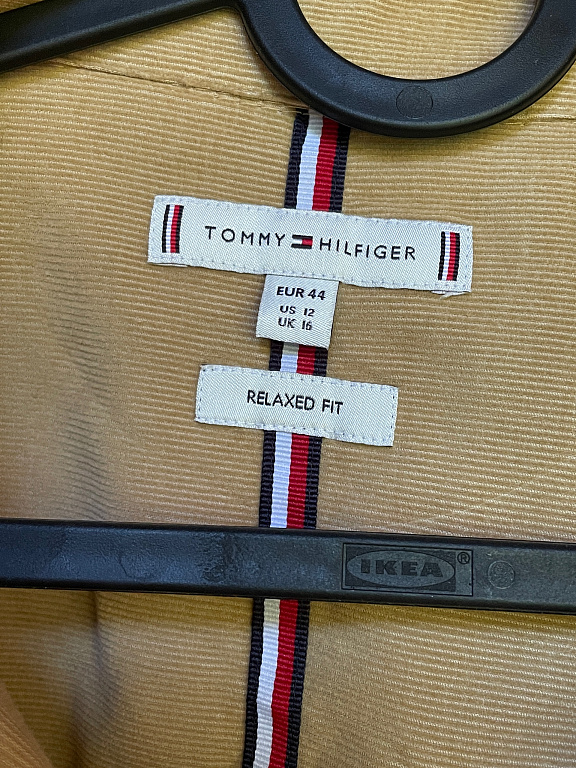 TOMMY HILFIGER
EUR 44
US 12
UK 16
RELAXED FIT
IKEA®